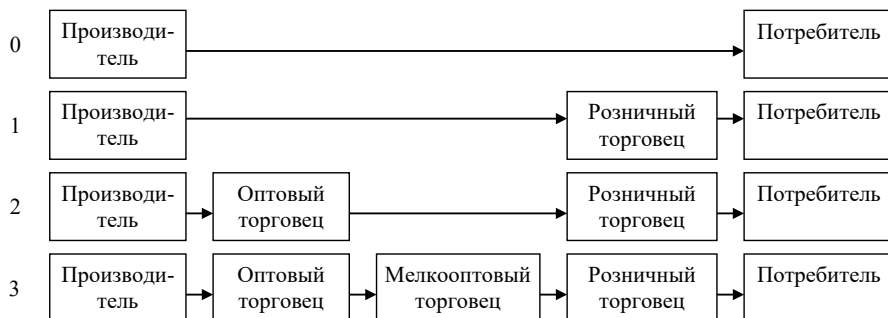 0
Производи-
тель
Потребитель
1
Производи-
тель
Розничный
торговец
Потребитель
2
Производи-
тель
Оптовый
торговец
Розничный
торговец
Потребитель
3
Производи-
тель
Оптовый
торговец
Мелкооптовый
торговец
Розничный
торговец
Потребитель